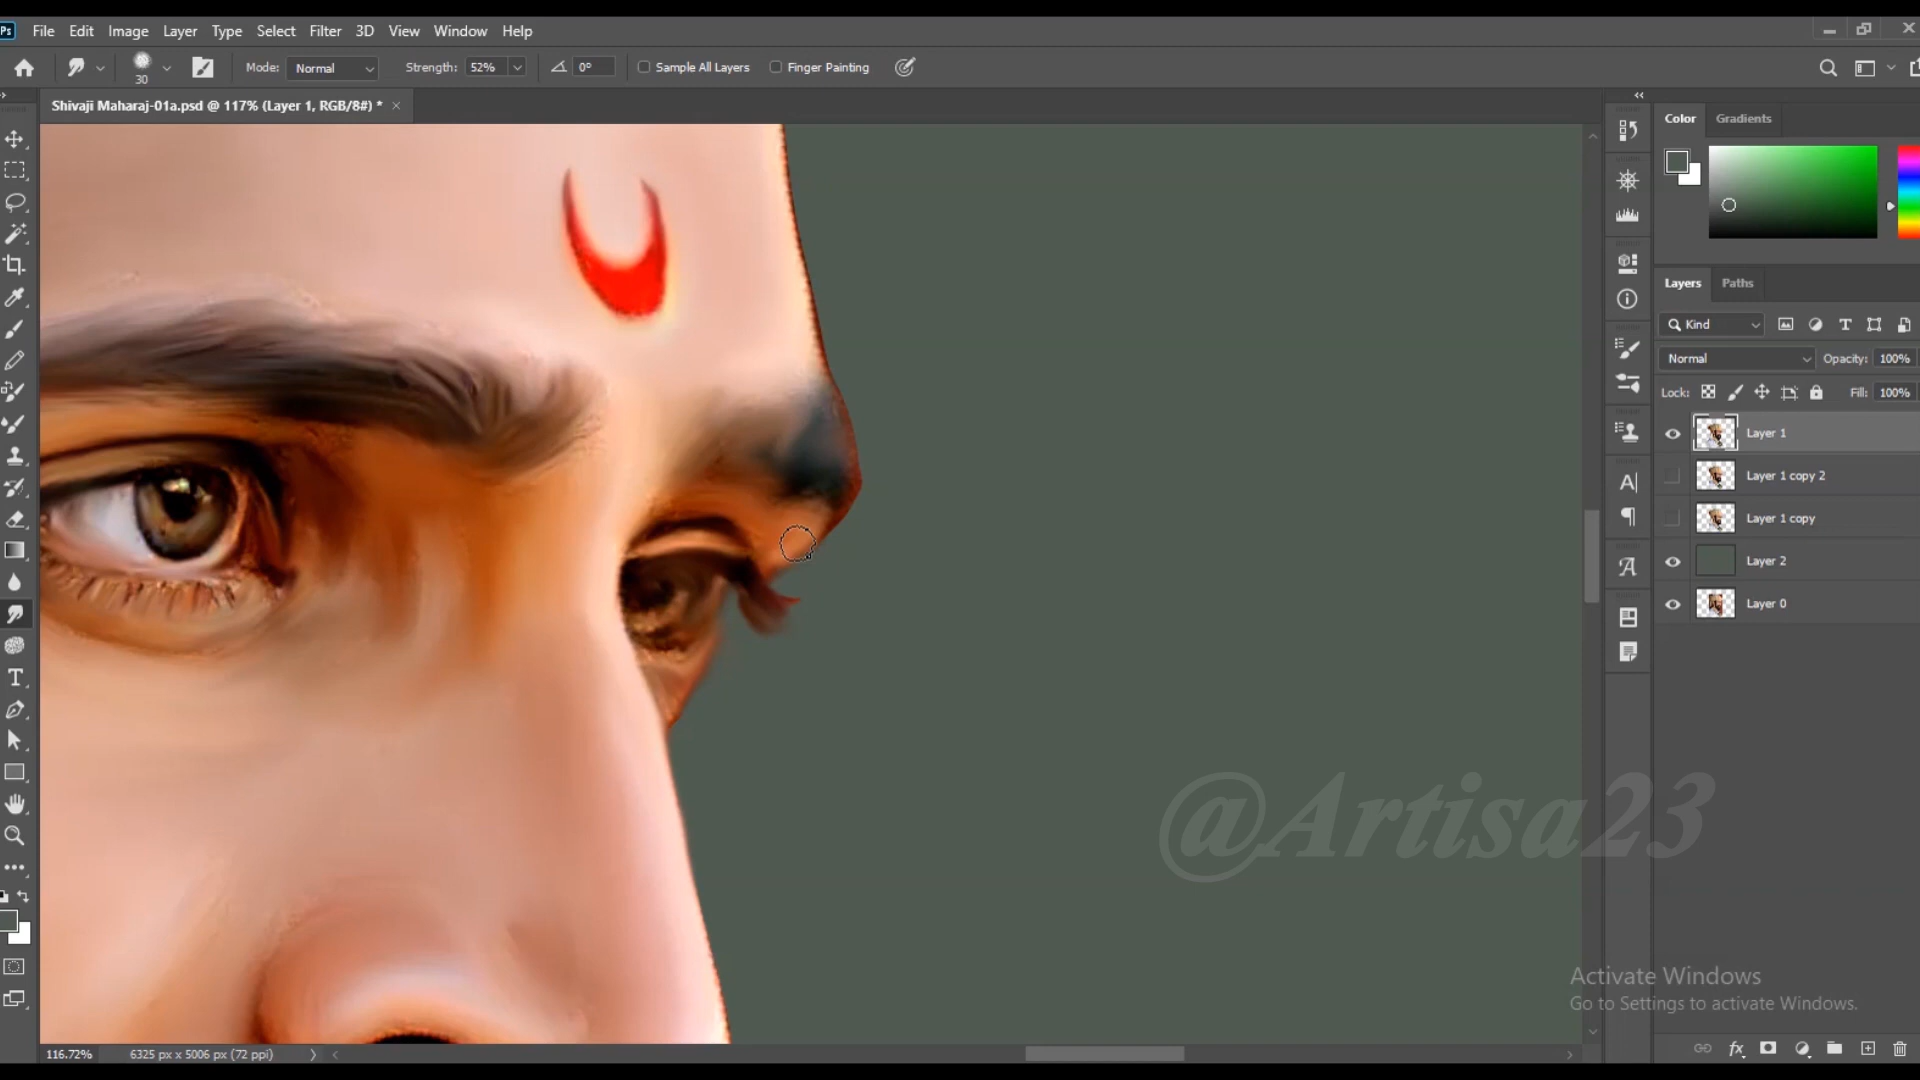 Ps File Edit Image Layer Type Select Filter 3D View Window Help
30 Mode: Normal Strength: 52% 0° Sample All Layers Finger Painting
Shivaji Maharaj-01a.psd @ 117% (Layer 1, RGB/8#) * ×
Color Gradients
Layers Paths
Kind
Normal Opacity: 100%
Lock: Fill: 100%
Layer 1
Layer 1 copy 2
Layer 1 copy
Layer 2
Layer 0
@Artisa23
Activate Windows
Go to Settings to activate Windows.
116.72% 6325 px x 5006 px (72 ppi)